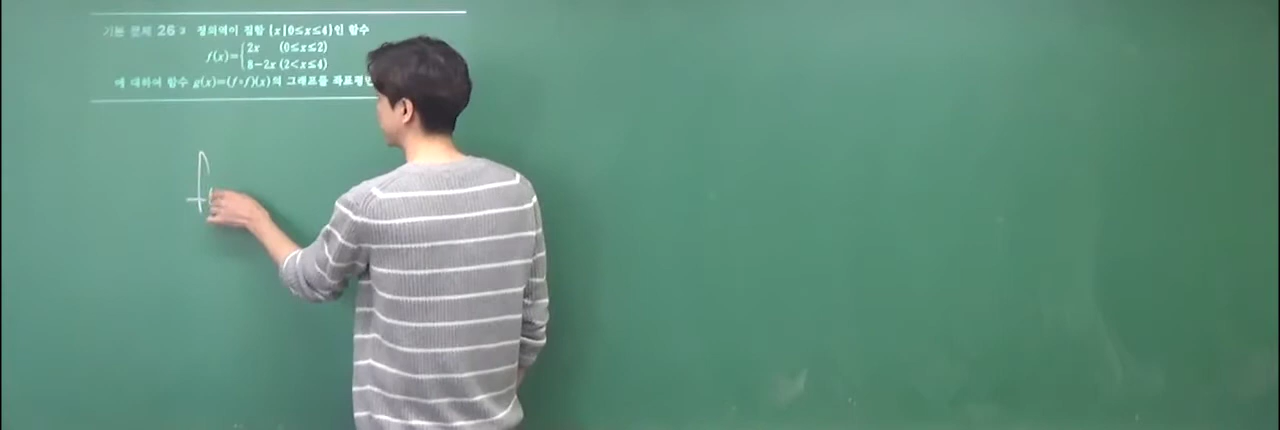 기본 문제 26-3 정의역이 집합 {x|0≤x≤4}인 함수
f(x)={2x (0≤x≤2)
8-2x (2<x≤4)
에 대하여 함수 g(x)=(f∘f)(x)의 그래프를 좌표평면